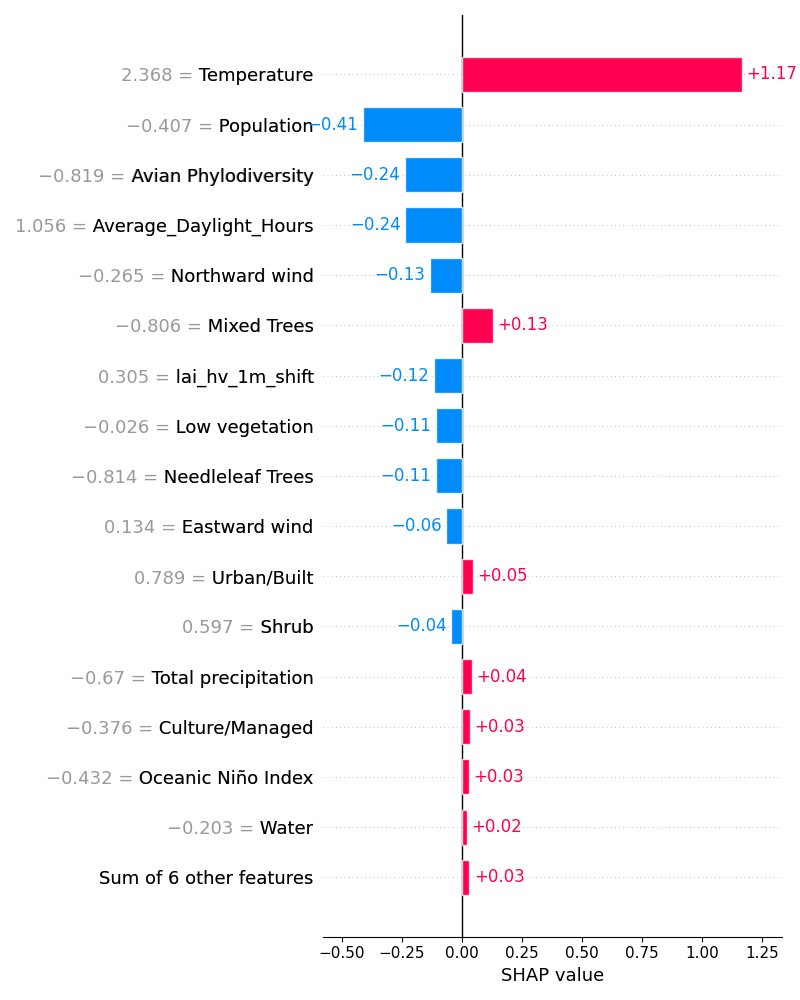 2.368 = Temperature +1.17
−0.407 = Population −0.41
−0.819 = Avian Phylodiversity −0.24
1.056 = Average_Daylight_Hours −0.24
−0.265 = Northward wind −0.13
−0.806 = Mixed Trees +0.13
0.305 = lai_hv_1m_shift −0.12
−0.026 = Low vegetation −0.11
−0.814 = Needleleaf Trees −0.11
0.134 = Eastward wind −0.06
0.789 = Urban/Built +0.05
0.597 = Shrub −0.04
−0.67 = Total precipitation +0.04
−0.376 = Culture/Managed +0.03
−0.432 = Oceanic Niño Index +0.03
−0.203 = Water +0.02
Sum of 6 other features +0.03
−0.50 −0.25 0.00 0.25 0.50 0.75 1.00 1.25
SHAP value